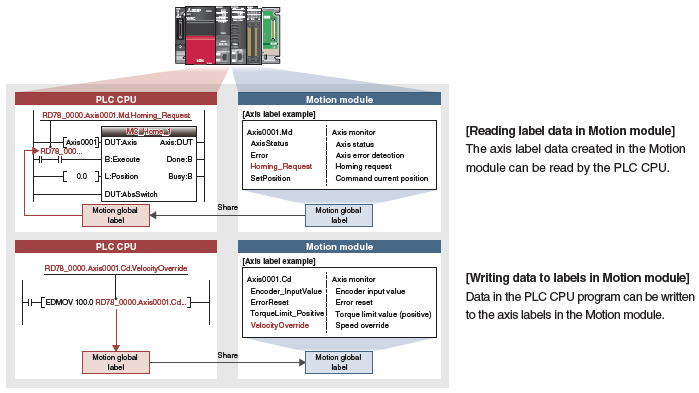 PLC CPU
RD78_0000.Axis0001.Md.Homing_Request
MC_Home_1
Axis0001
DUT:Axis Axis:DUT
RD78_000...
B:Execute Done:B
0.0
L:Position Busy:B
DUT:AbsSwitch
Motion global
label
Share
Motion module
[Axis label example]
Axis0001.Md Axis monitor
AxisStatus Axis status
Error Axis error detection
Homing_Request Homing request
SetPosition Command current position
Motion global
label
[Reading label data in Motion module]
The axis label data created in the Motion
module can be read by the PLC CPU.
PLC CPU
RD78_0000.Axis0001.Cd.VelocityOverride
EDMOV 100.0 RD78_0000.Axis0001.Cd...
Motion global
label
Share
Motion module
[Axis label example]
Axis0001.Cd Axis monitor
Encoder_InputValue Encoder input value
ErrorReset Error reset
TorqueLimit_Positive Torque limit value (positive)
VelocityOverride Speed override
Motion global
label
[Writing data to labels in Motion module]
Data in the PLC CPU program can be written
to the axis labels in the Motion module.